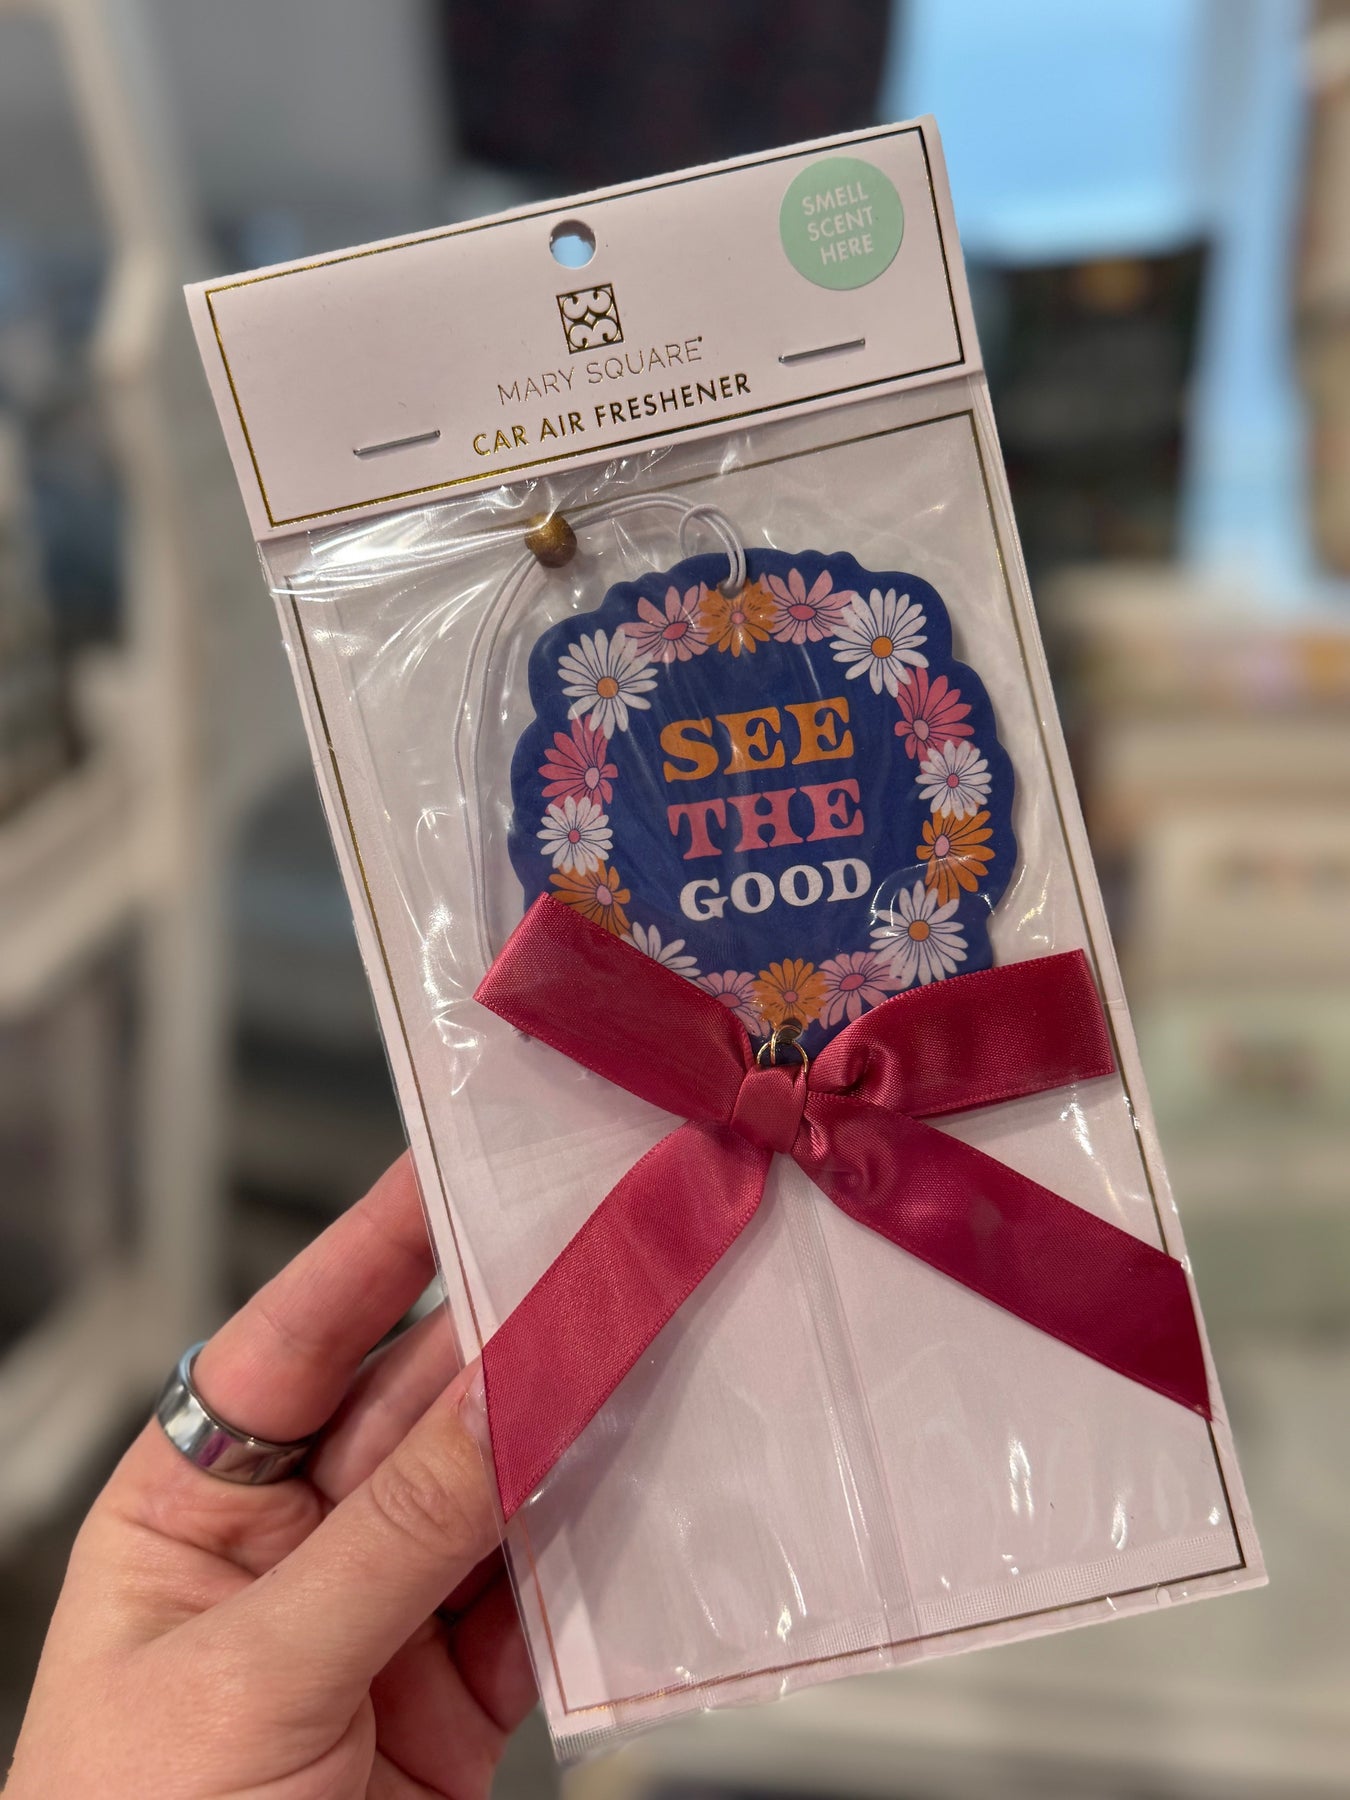 SMELL
SCENT
HERE
MARY SQUARE
CAR AIR FRESHENER
SEE
THE
GOOD